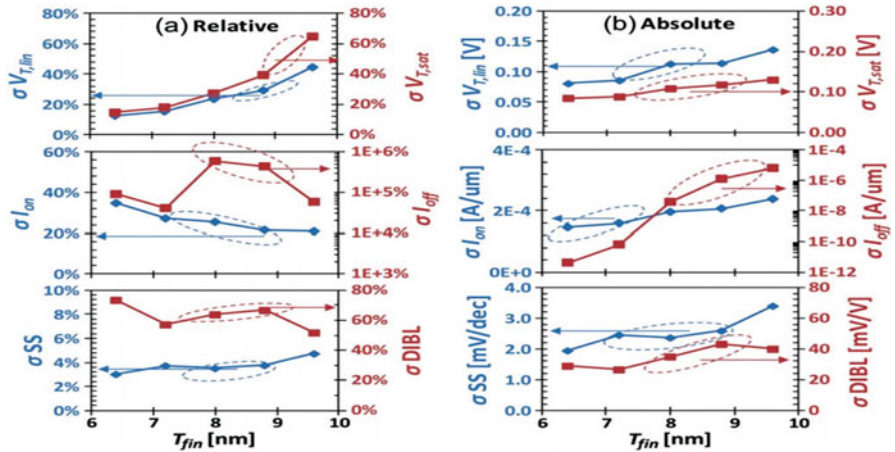 (a) Relative
80%
60%
40%
20%
0%
σ V_T,lin
80%
60%
40%
20%
0%
σ V_T,sat
60%
40%
20%
0%
σ I_on
1E+6%
1E+5%
1E+4%
1E+3%
σ I_off
10%
8%
6%
4%
2%
0%
σ SS
80%
60%
40%
20%
0%
σ DIBL
6 7 8 9 10
T_fin [nm]
(b) Absolute
0.20
0.15
0.10
0.05
0.00
σ V_T,lin [V]
0.30
0.20
0.10
0.00
σ V_T,sat [V]
4E-4
2E-4
0E+0
σ I_on [A/um]
1E-4
1E-6
1E-8
1E-10
1E-12
σ I_off [A/um]
4.0
3.0
2.0
1.0
0.0
σ SS [mV/dec]
80
60
40
20
0
σ DIBL [mV/V]
6 7 8 9 10
T_fin [nm]